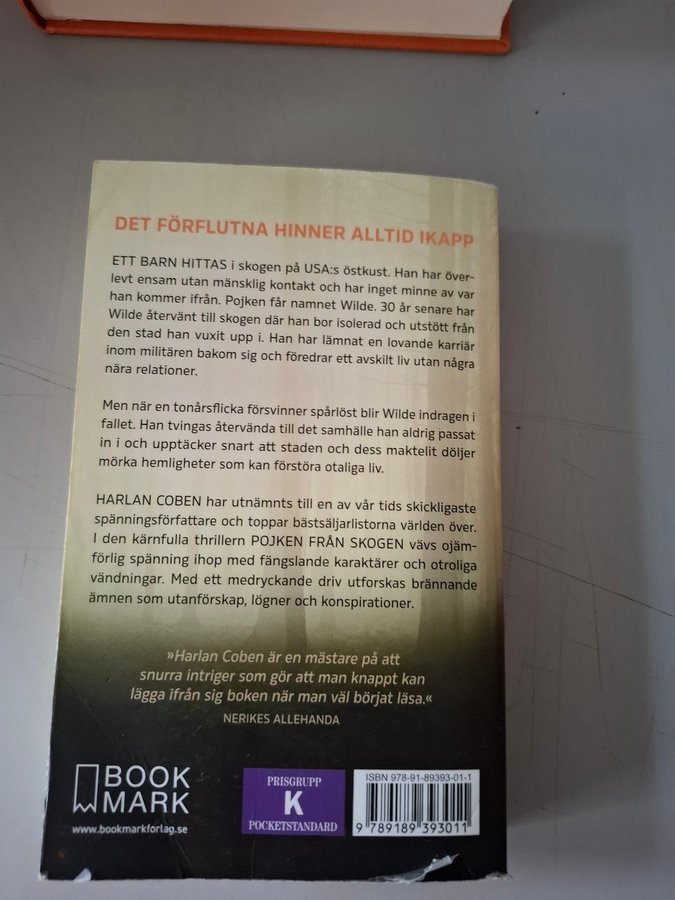 DET FÖRFLUTNA HINNER ALLTID IKAPP
ETT BARN HITTAS i skogen på USA:s östkust. Han har över-
levt ensam utan mänsklig kontakt och har inget minne av var
han kommer ifrån. Pojken får namnet Wilde. 30 år senare har
Wilde återvänt till skogen där han bor isolerad och utstött från
den stad han vuxit upp i. Han har lämnat en lovande karriär
inom militären bakom sig och föredrar ett avskilt liv utan några
nära relationer.
Men när en tonårsflicka försvinner spårlöst blir Wilde indragen i
fallet. Han tvingas återvända till det samhälle han aldrig passat
in i och upptäcker snart att staden och dess maktelit döljer
mörka hemligheter som kan förstöra otaliga liv.
HARLAN COBEN har utnämnts till en av vår tids skickligaste
spänningsförfattare och toppar bästsäljarlistorna världen över.
I den kärnfulla thrillern POJKEN FRÅN SKOGEN vävs ojäm-
förlig spänning ihop med fängslande karaktärer och otroliga
vändningar. Med ett medryckande driv utforskas brännande
ämnen som utanförskap, lögner och konspirationer.
»Harlan Coben är en mästare på att
snurra intriger som gör att man knappt kan
lägga ifrån sig boken när man väl börjat läsa.«
NERIKES ALLEHANDA
BOOK
MARK
www.bookmarkforlag.se
PRISGRUPP
K
POCKETSTANDARD
ISBN 978-91-89393-01-1
9 789189 393011